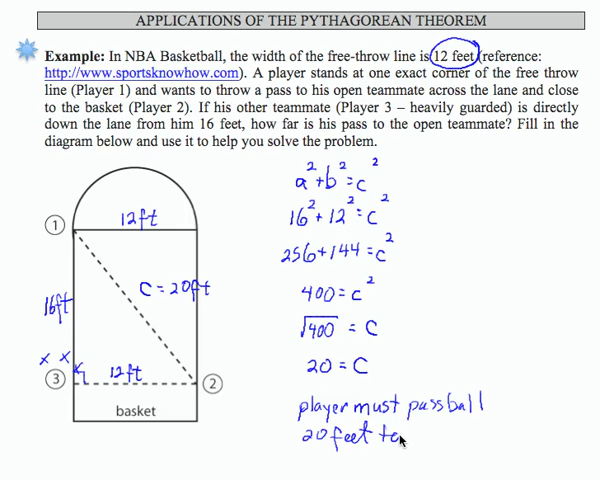 APPLICATIONS OF THE PYTHAGOREAN THEOREM
Example: In NBA Basketball, the width of the free-throw line is 12 feet (reference:
http://www.sportsknowhow.com). A player stands at one exact corner of the free throw
line (Player 1) and wants to throw a pass to his open teammate across the lane and close
to the basket (Player 2). If his other teammate (Player 3 – heavily guarded) is directly
down the lane from him 16 feet, how far is his pass to the open teammate? Fill in the
diagram below and use it to help you solve the problem.
1
12ft
C = 20ft
16ft
x x x
3
12ft
2
basket
a² + b² = c²
16² + 12² = c²
256 + 144 = c²
400 = c²
√400 = c
20 = c
player must pass ball
20 feet to